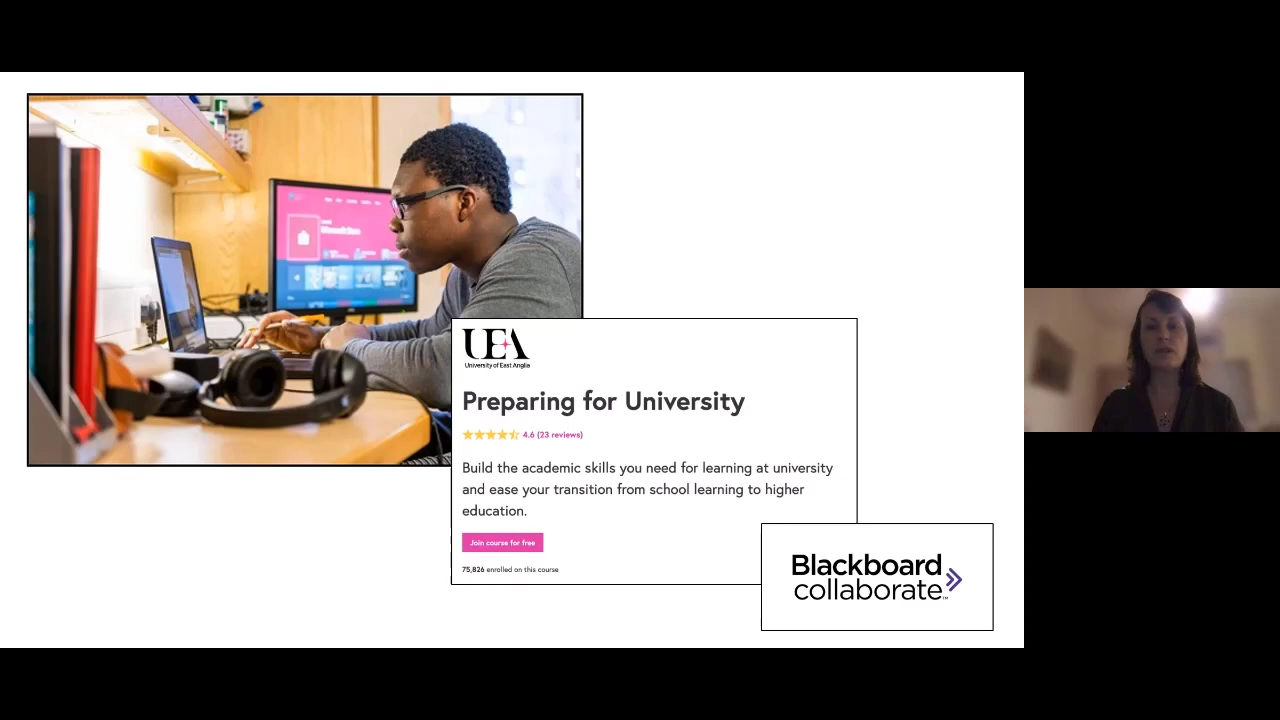 UEA
University of East Anglia
Preparing for University
4.6 (23 reviews)
Build the academic skills you need for learning at university
and ease your transition from school learning to higher
education.
Join course for free
75,826 enrolled on this course
Blackboard
collaborate
™